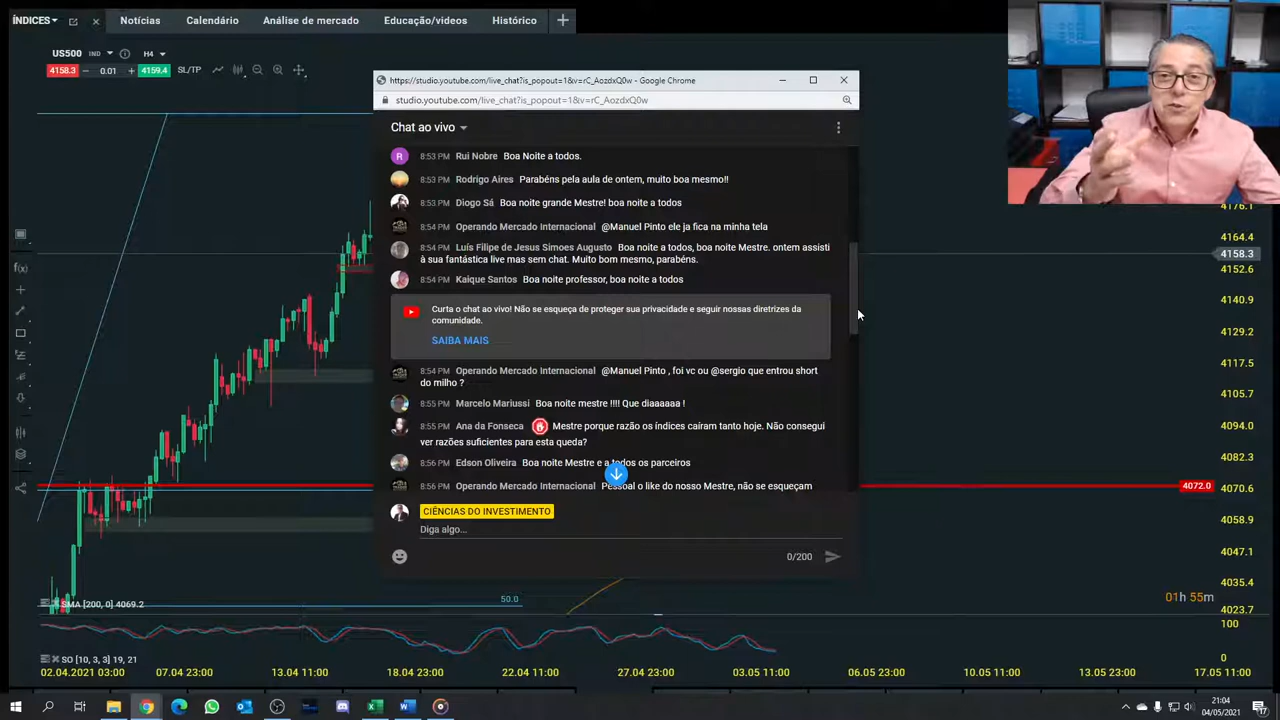 ÍNDICES
Notícias
Calendário
Análise de mercado
Educação/videos
Histórico
US500 IND H4
4158.3 0.01 4159.4 SL/TP
https://studio.youtube.com/live_chat?is_popout=1&v=rC_AozdxQ0w - Google Chrome
studio.youtube.com/live_chat?is_popout=1&v=rC_AozdxQ0w
Chat ao vivo
R 8:53 PM Rui Nobre Boa Noite a todos.
8:53 PM Rodrigo Aires Parabéns pela aula de ontem, muito boa mesmo!!
8:53 PM Diogo Sá Boa noite grande Mestre! boa noite a todos
8:54 PM Operando Mercado Internacional @Manuel Pinto ele ja fica na minha tela
8:54 PM Luís Filipe de Jesus Simoes Augusto Boa noite a todos, boa noite Mestre. ontem assisti
à sua fantástica live mas sem chat. Muito bom mesmo, parabéns.
8:54 PM Kaique Santos Boa noite professor, boa noite a todos
Curta o chat ao vivo! Não se esqueça de proteger sua privacidade e seguir nossas diretrizes da
comunidade.
SAIBA MAIS
8:54 PM Operando Mercado Internacional @Manuel Pinto , foi vc ou @sergio que entrou short
do milho ?
8:55 PM Marcelo Mariussi Boa noite mestre !!!! Que diaaaaaa !
8:55 PM Ana da Fonseca Mestre porque razão os índices caíram tanto hoje. Não consegui
ver razões suficientes para esta queda?
8:56 PM Edson Oliveira Boa noite Mestre e a todos os parceiros
8:56 PM Operando Mercado Internacional Pessoal o like do nosso Mestre, não se esqueçam
CIÊNCIAS DO INVESTIMENTO
Diga algo...
0/200
4176.1
4164.4
4158.3
4152.6
4140.9
4129.2
4117.5
4105.7
4094.0
4082.3
4072.0
4070.6
4058.9
4047.1
4035.4
4023.7
01h 55m
50.0
SMA [200, 0] 4069.2
100
0
SO [10, 3, 3] 19, 21
02.04.2021 03:00
07.04 23:00
13.04 11:00
18.04 23:00
22.04 11:00
27.04 23:00
03.05 11:00
06.05 23:00
13.05 23:00
17.05 11:00
21:04
04/05/2021
17